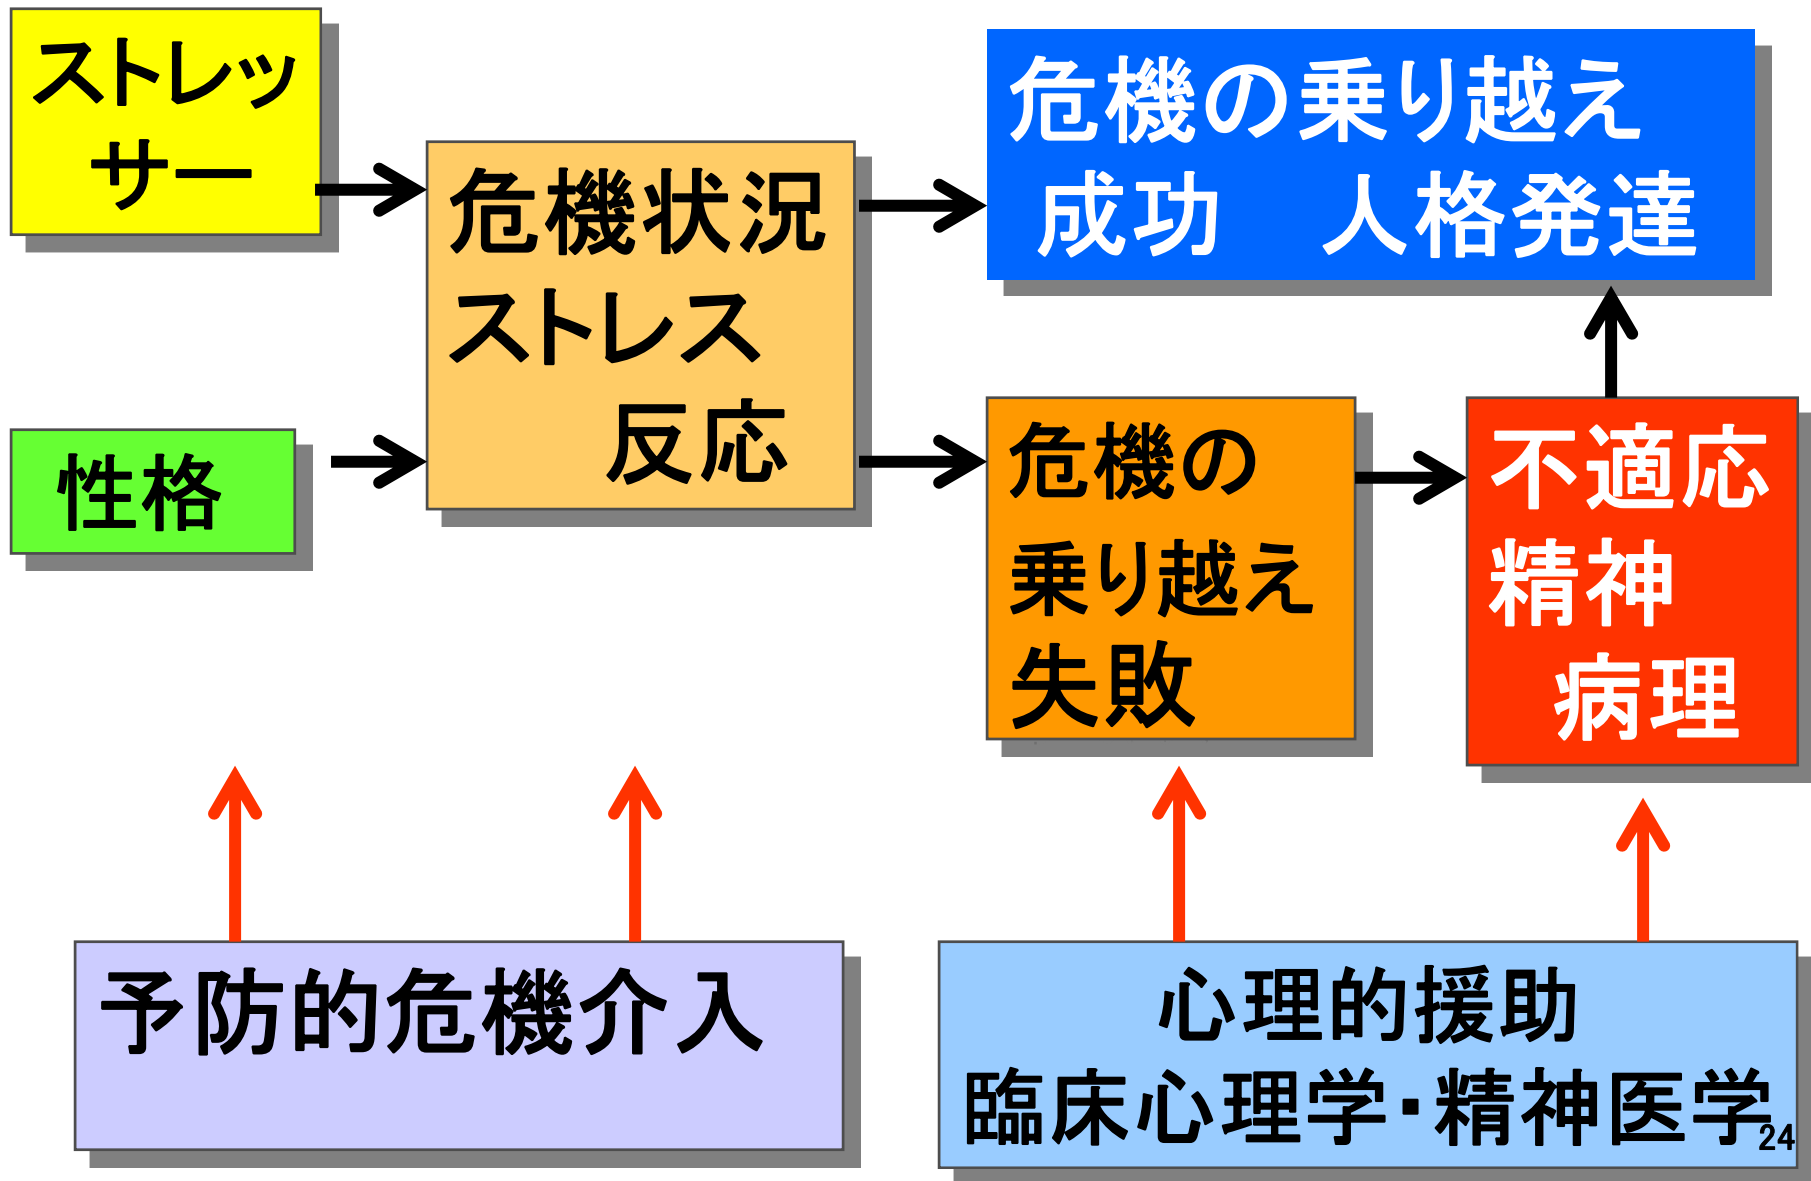 ストレッ
サー
性格
危機状況
ストレス
反応
危機の乗り越え
成功 人格発達
危機の
乗り越え
失敗
不適応
精神
病理
予防的危機介入
心理的援助
臨床心理学・精神医学
24